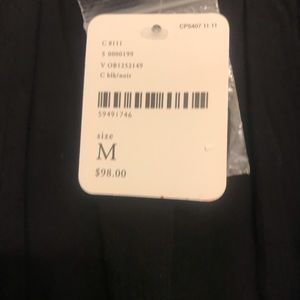 CPS407 11 11
C 8111
S 0000199
V:OB1252149
C blk/noir
59491746
size
M
$98.00